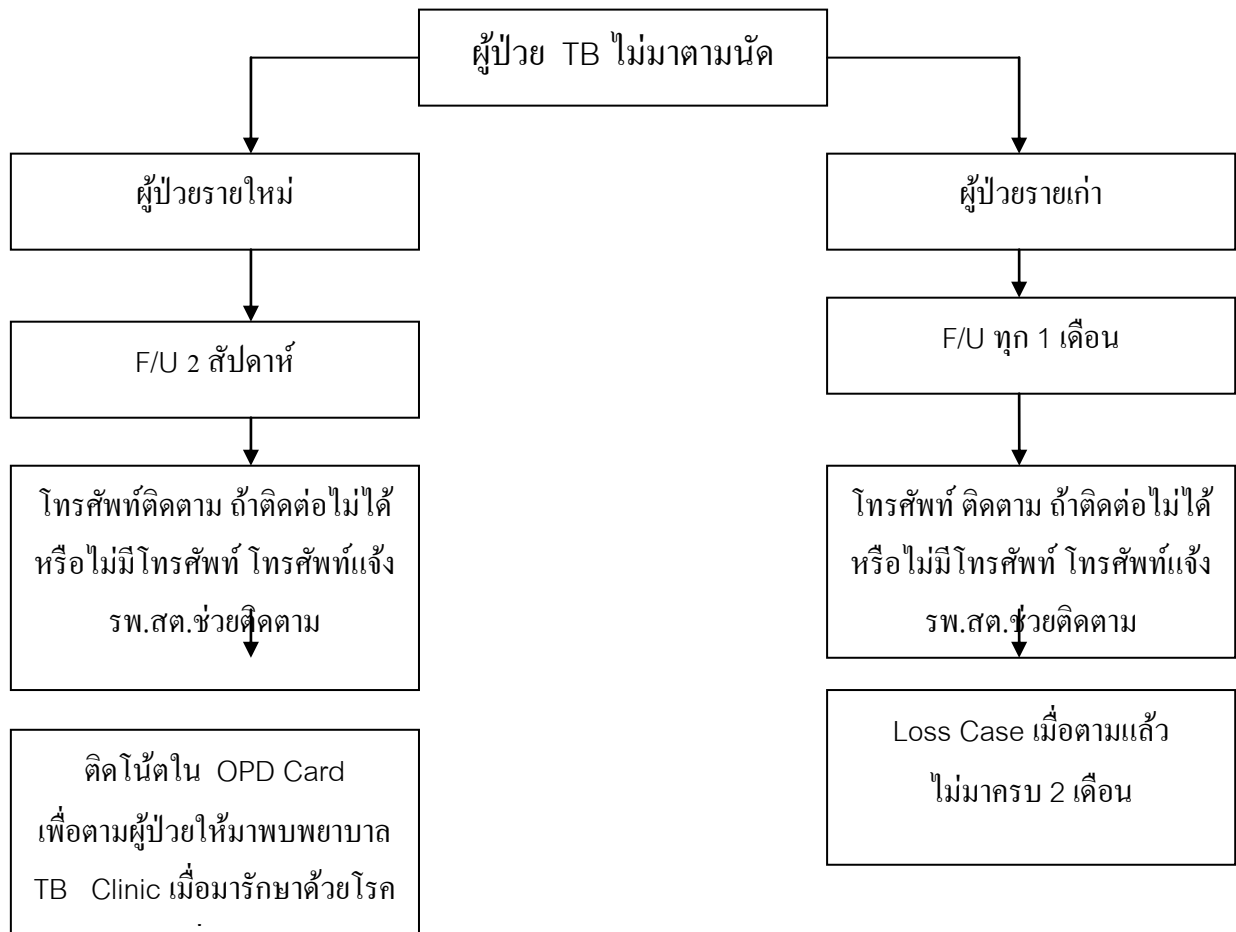 ผู้ป่วย TB ไม่มาตามนัด
ผู้ป่วยรายใหม่
F/U 2 สัปดาห์
โทรศัพท์ติดตาม ถ้าติดต่อไม่ได้
หรือไม่มีโทรศัพท์ โทรศัพท์แจ้ง
รพ.สต.ช่วยติดตาม
ติดโน้ตใน OPD Card
เพื่อตามผู้ป่วยให้มาพบพยาบาล
TB Clinic เมื่อมารักษาด้วยโรค
ผู้ป่วยรายเก่า
F/U ทุก 1 เดือน
โทรศัพท์ ติดตาม ถ้าติดต่อไม่ได้
หรือไม่มีโทรศัพท์ โทรศัพท์แจ้ง
รพ.สต.ช่วยติดตาม
Loss Case เมื่อตามแล้ว
ไม่มาครบ 2 เดือน